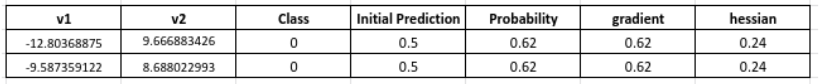 v1 v2 Class Initial Prediction Probability gradient hessian
-12.80368875 9.666883426 0 0.5 0.62 0.62 0.24
-9.587359122 8.688022993 0 0.5 0.62 0.62 0.24